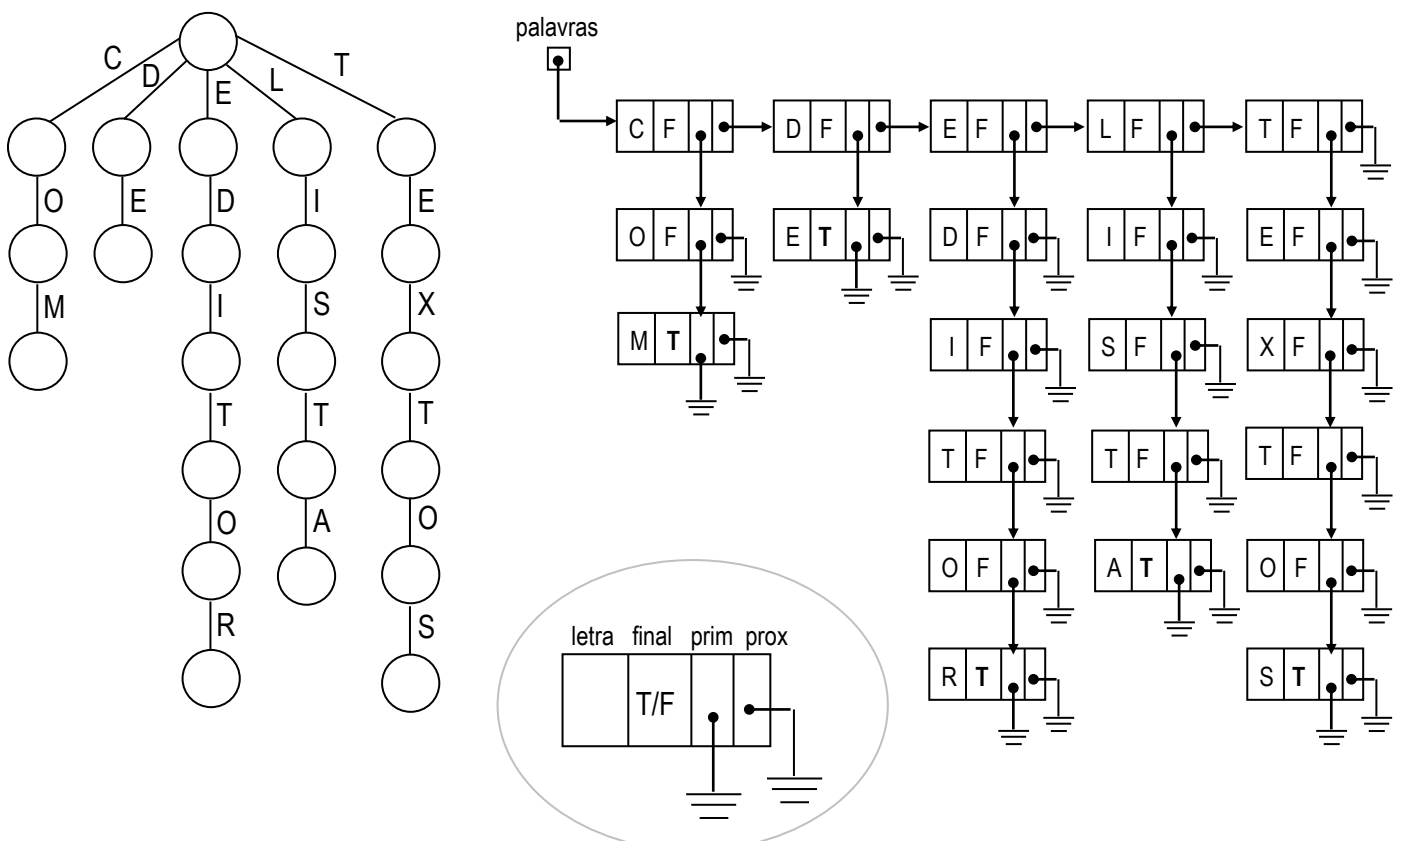 palavras
C D E L T
C F D F E F L F T F
O E D I E
O F E T D F I F E F
M I S X
M T I F S F X F
T T T
T F T F T F
O A O
O F A T O F
R S
letra final prim prox
R T S T
T/F